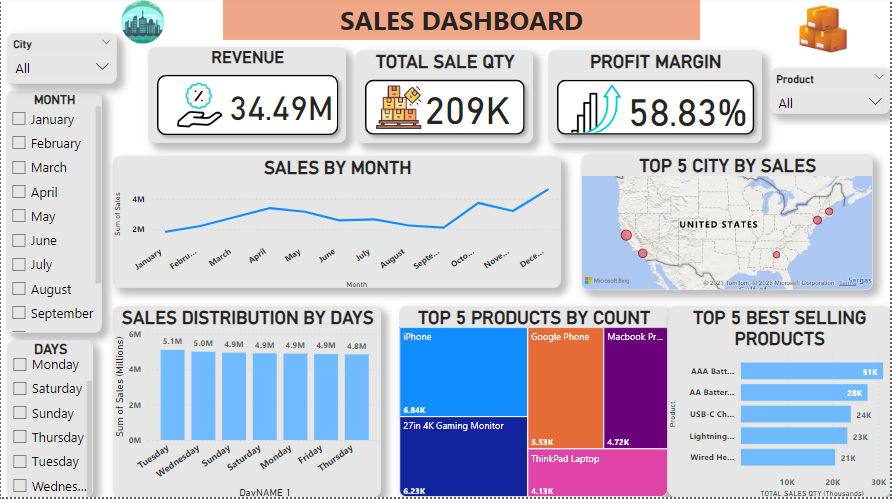 SALES DASHBOARD
City
All
MONTH
January
February
March
April
May
June
July
August
September
DAYS
Monday
Saturday
Sunday
Thursday
Tuesday
Wednes...
REVENUE
34.49M
TOTAL SALE QTY
209K
PROFIT MARGIN
58.83%
Product
All
SALES BY MONTH
Sum of Sales
4M
2M
January
Febru...
March
April
May
June
July
August
Septe...
Octo...
Nove...
Dece...
Month
TOP 5 CITY BY SALES
UNITED STATES
Microsoft Bing
© 2023 TomTom, © 2023 Microsoft Corporation
Terms
SALES DISTRIBUTION BY DAYS
Sum of Sales (Millions)
6M
4M
2M
0M
5.1M
5.0M
4.9M
4.9M
4.9M
4.9M
4.8M
Tuesday
Wednesday
Sunday
Saturday
Monday
Friday
Thursday
DayNAME 1
TOP 5 PRODUCTS BY COUNT
iPhone
6.84K
27in 4K Gaming Monitor
6.23K
Google Phone
5.53K
Macbook Pr...
4.72K
ThinkPad Laptop
4.13K
TOP 5 BEST SELLING
PRODUCTS
Product
AAA Batt...
31K
AA Batter...
28K
USB-C Ch...
24K
Lightning...
23K
Wired He...
21K
10K
20K
30K
TOTAL SALES QTY (Thousands)